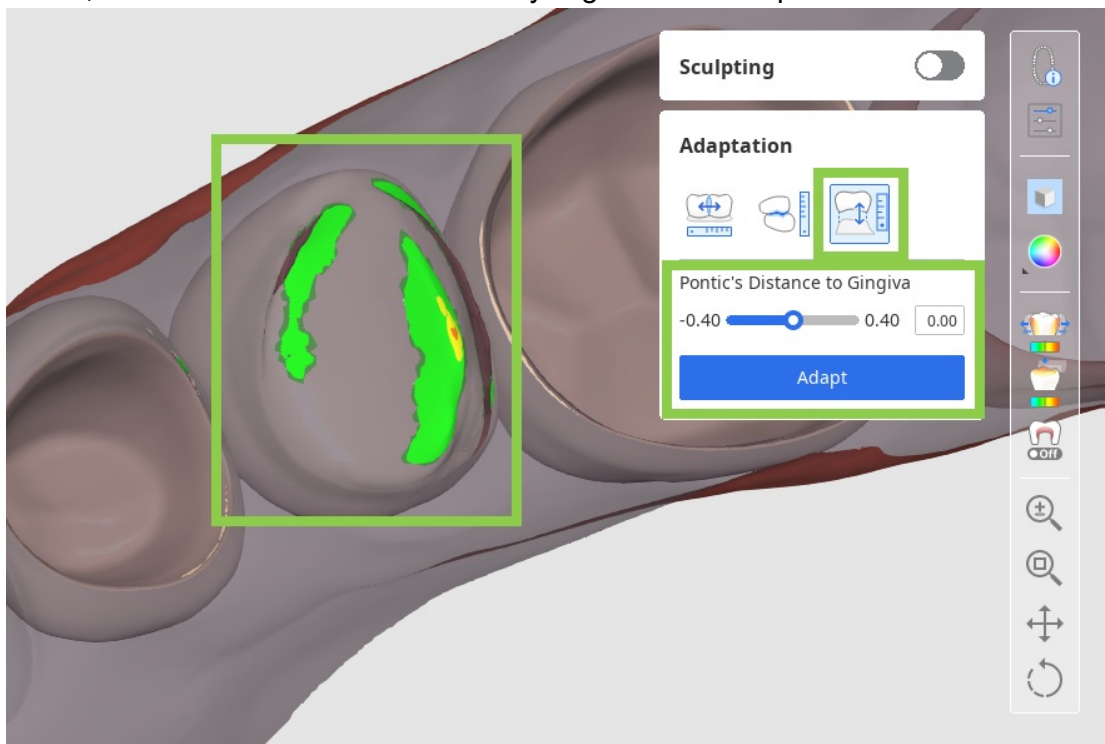 Sculpting
Adaptation
Pontic's Distance to Gingiva
-0.40 0.40 0.00
Adapt
Off